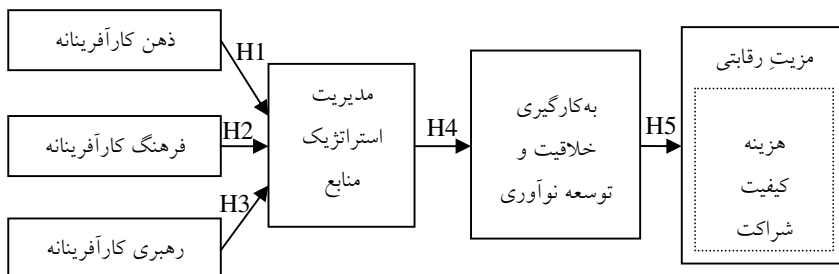 ذهن کارآفرینانه
H1
فرهنگ کارآفرینانه
H2
رهبری کارآفرینانه
H3
مدیریت
استراتژیک
منابع
H4
به‌کارگیری
خلاقیت و
توسعه نوآوری
H5
مزیتِ رقابتی
هزینه
کیفیت
شراکت